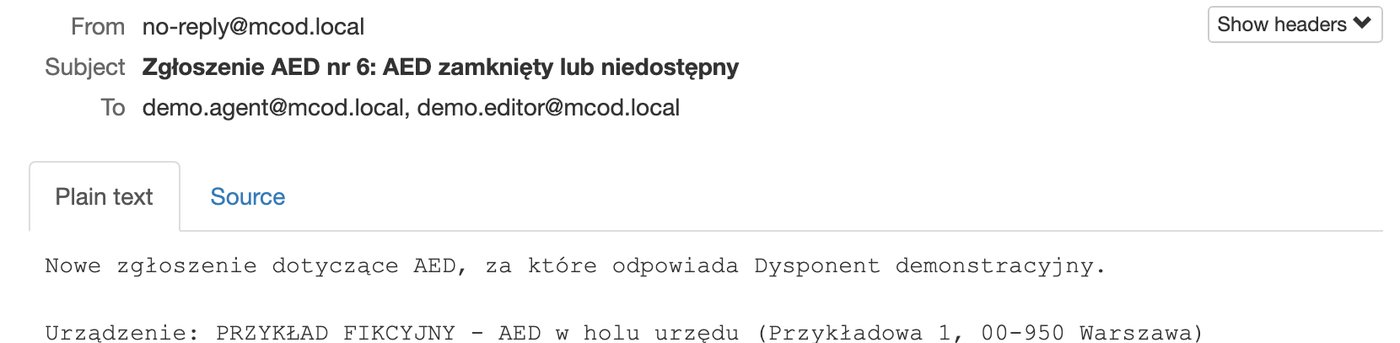 From no-reply@mcod.local
Show headers
Subject Zgłoszenie AED nr 6: AED zamknięty lub niedostępny
To demo.agent@mcod.local, demo.editor@mcod.local
Plain text Source
Nowe zgłoszenie dotyczące AED, za które odpowiada Dysponent demonstracyjny.
Urządzenie: PRZYKŁAD FIKCYJNY - AED w holu urzędu (Przykładowa 1, 00-950 Warszawa)